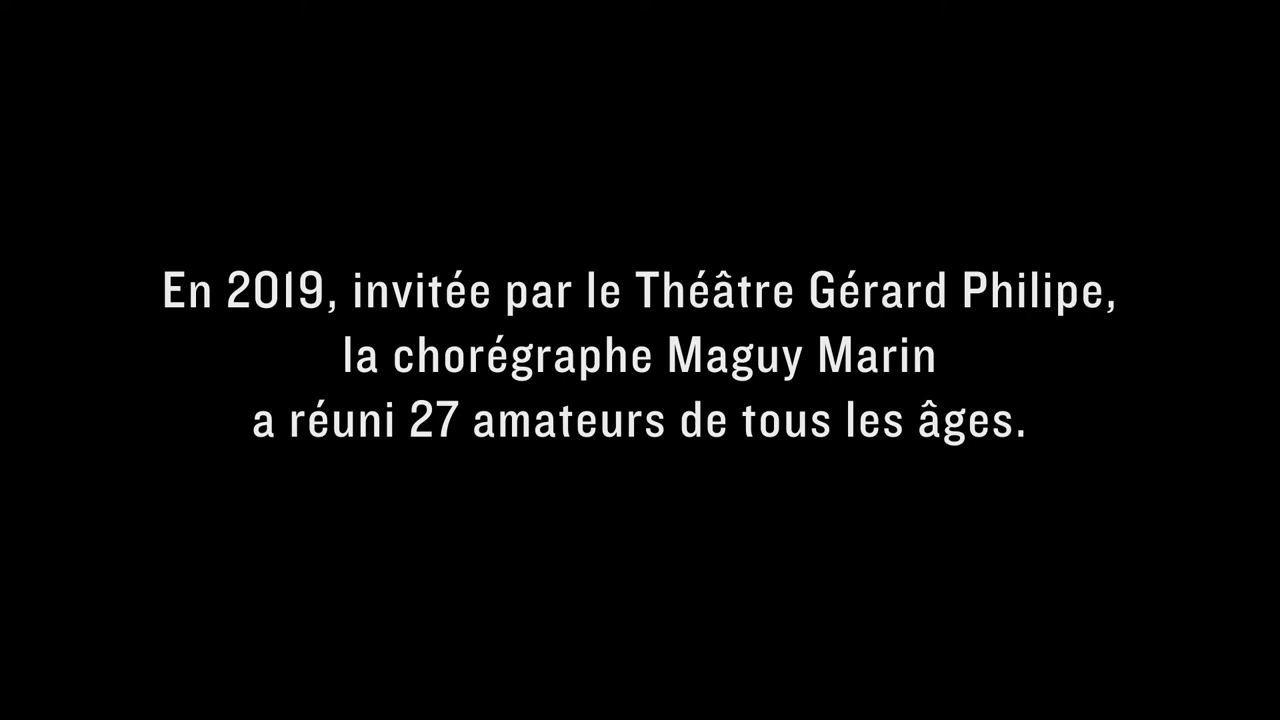 En 2019, invitée par le Théâtre Gérard Philipe,
la chorégraphe Maguy Marin
a réuni 27 amateurs de tous les âges.